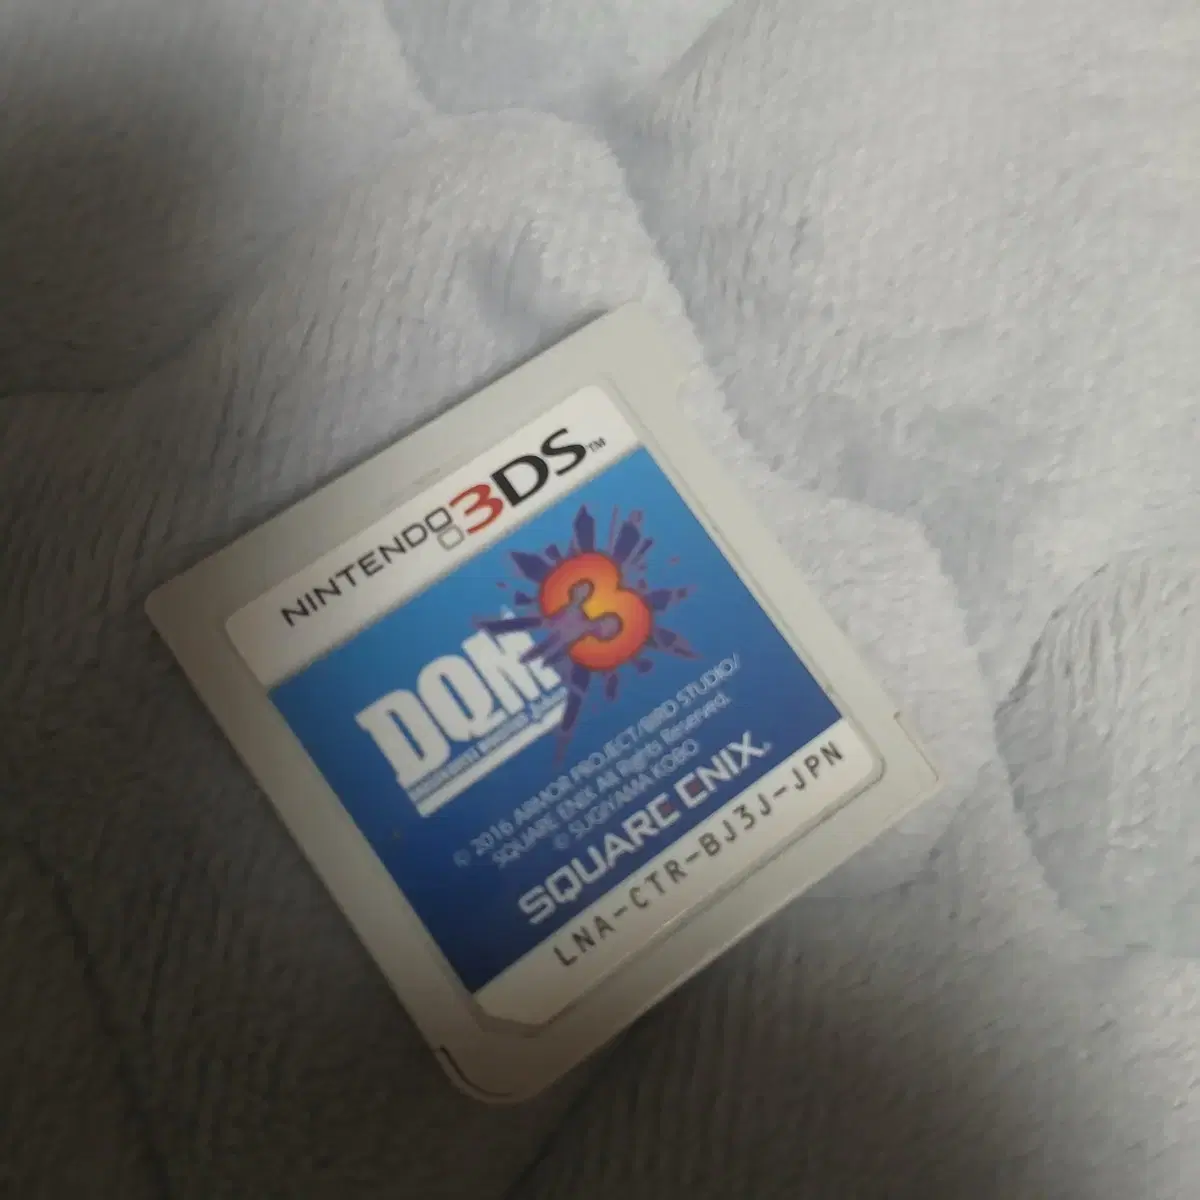 NINTENDO 3DS™
DQM 3
© 2016 ARMOR PROJECT/BIRD STUDIO/
SQUARE ENIX All Rights Reserved.
© SUGIYAMA KOBO
SQUARE ENIX.
LNA-CTR-BJ3J-JPN